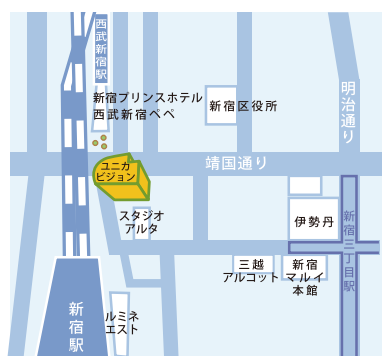 西武新宿駅
新宿プリンスホテル
西武新宿ペペ
新宿区役所
明治通り
靖国通り
ユニカ
ビジョン
スタジオ
アルタ
伊勢丹
新宿三丁目駅
三越
アルコット
新宿
マルイ
本館
新宿駅
ルミネ
エスト